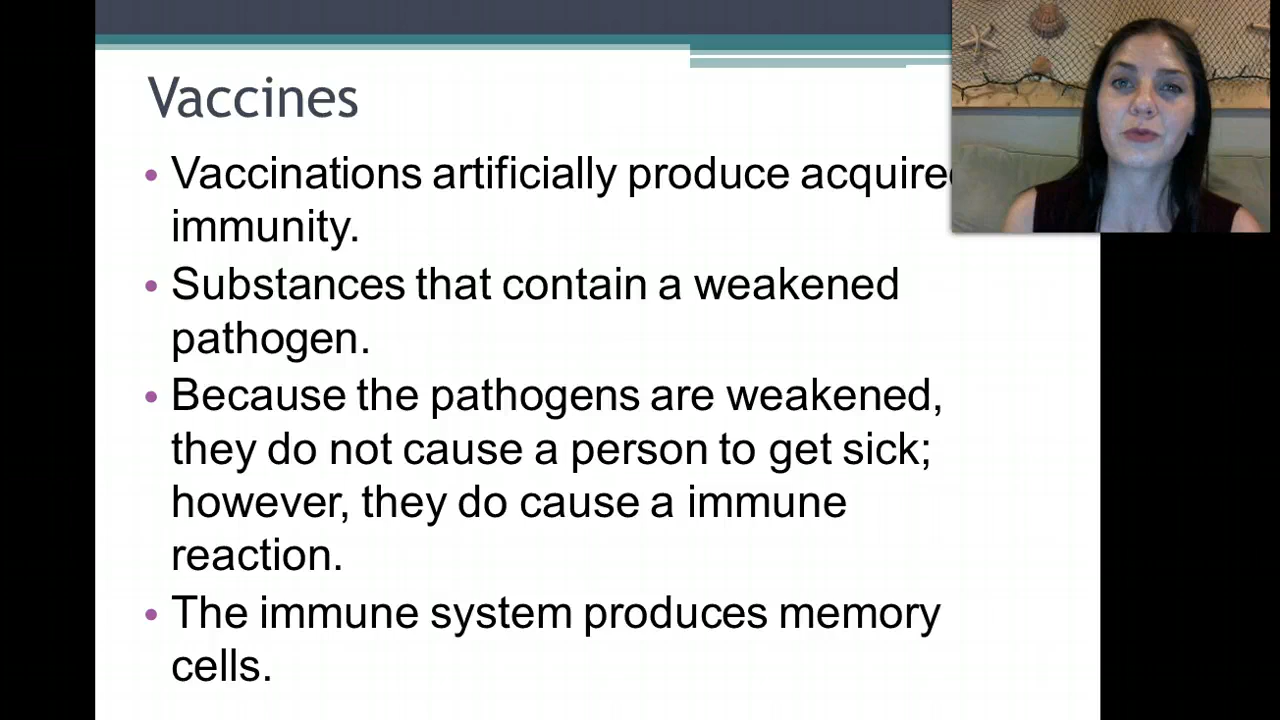 Vaccines
• Vaccinations artificially produce acquired
immunity.
• Substances that contain a weakened
pathogen.
• Because the pathogens are weakened,
they do not cause a person to get sick;
however, they do cause a immune
reaction.
• The immune system produces memory
cells.